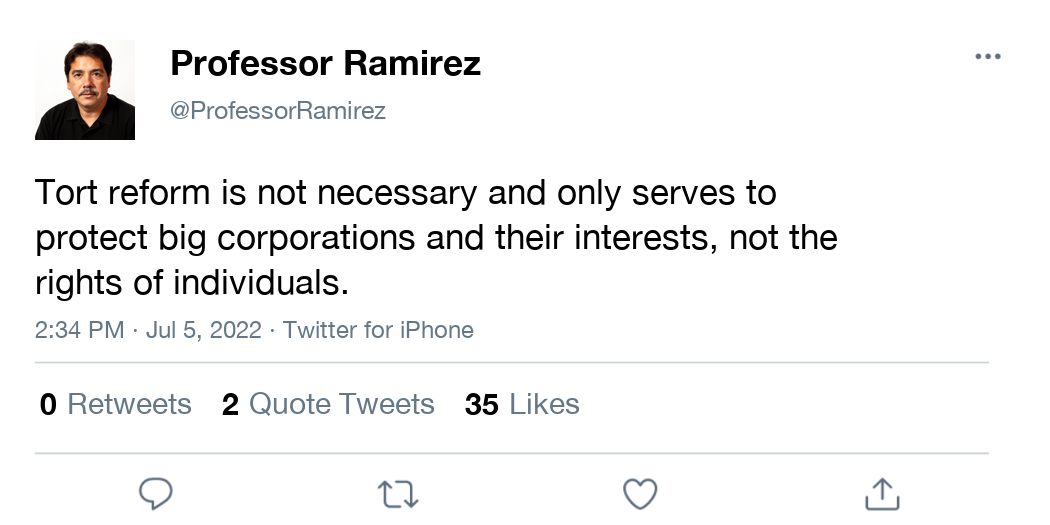 Professor Ramirez
@ProfessorRamirez
Tort reform is not necessary and only serves to
protect big corporations and their interests, not the
rights of individuals.
2:34 PM · Jul 5, 2022 · Twitter for iPhone
0 Retweets 2 Quote Tweets 35 Likes